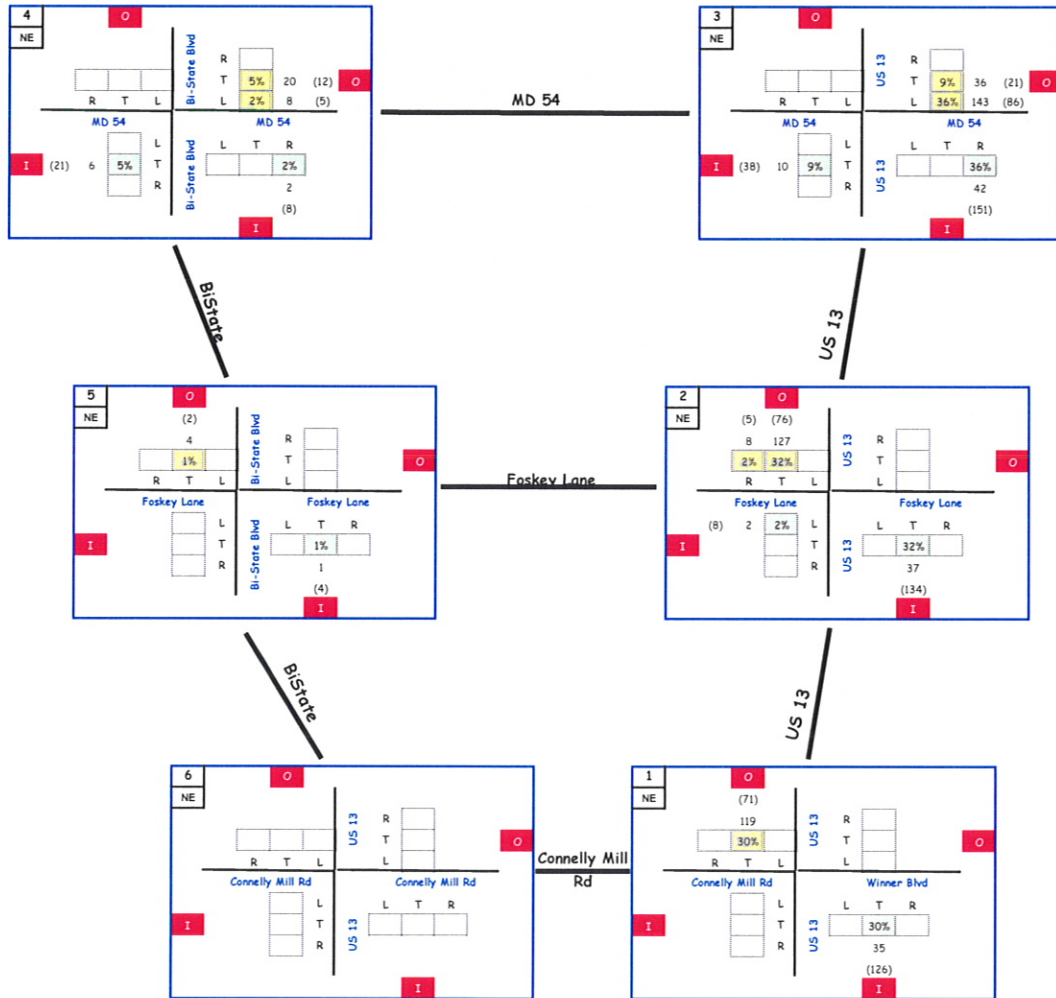 4
NE
O
Bi-State Blvd
R
T 5% 20 (12) O
L 2% 8 (5)
R T L
MD 54
MD 54
L
I (21) 6 5% T
R
Bi-State Blvd
L T R
2%
2
(8)
I
MD 54
3
NE
O
US 13
R
T 9% 36 (21) O
L 36% 143 (86)
R T L
MD 54
MD 54
L
I (38) 10 9% T
R
US 13
L T R
36%
42
(151)
I
BiState
US 13
5
NE
O
(2)
4
1%
R T L
Bi-State Blvd
R
T O
L
Foskey Lane
Foskey Lane
L
I T
R
Bi-State Blvd
L T R
1%
1
(4)
I
Foskey Lane
2
NE
O
(5) (76)
8 127
2% 32%
R T L
US 13
R
T O
L
Foskey Lane
Foskey Lane
(8) 2 2% L
I T
R
US 13
L T R
32%
37
(134)
I
BiState
US 13
6
NE
O
R T L
US 13
R
T O
L
Connelly Mill Rd
Connelly Mill Rd
L
I T
R
US 13
L T R
I
Connelly Mill
Rd
1
NE
O
(71)
119
30%
R T L
US 13
R
T O
L
Connelly Mill Rd
Winner Blvd
L
I T
R
US 13
L T R
30%
35
(126)
I